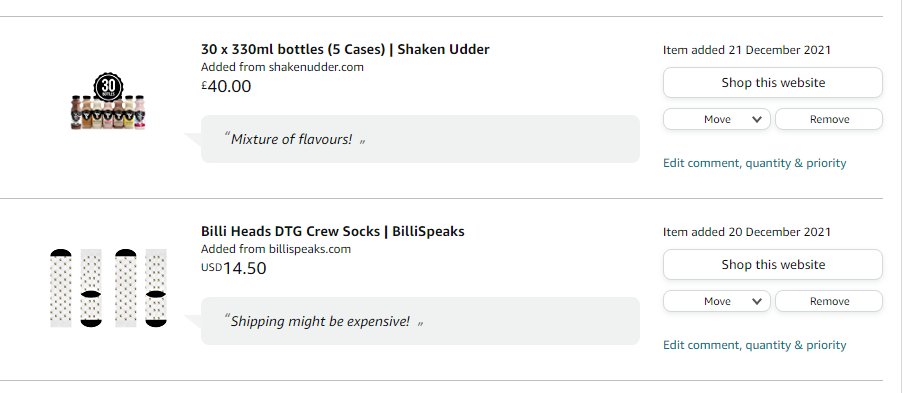 30 x 330ml bottles (5 Cases) | Shaken Udder
Added from shakenudder.com
£40.00
30
BOTTLES
“Mixture of flavours! ”
Item added 21 December 2021
Shop this website
Move
Remove
Edit comment, quantity & priority
Billi Heads DTG Crew Socks | BilliSpeaks
Added from billispeaks.com
USD14.50
“Shipping might be expensive! ”
Item added 20 December 2021
Shop this website
Move
Remove
Edit comment, quantity & priority